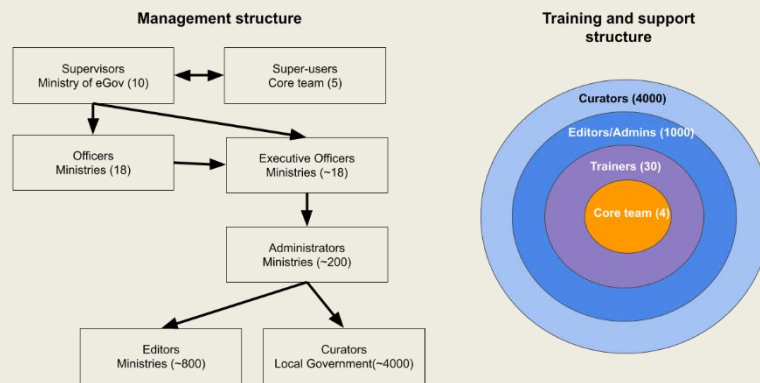 Management structure
Supervisors
Ministry of eGov (10)
Super-users
Core team (5)
Officers
Ministries (18)
Executive Officers
Ministries (~18)
Administrators
Ministries (~200)
Editors
Ministries (~800)
Curators
Local Government(~4000)
Training and support
structure
Curators (4000)
Editors/Admins (1000)
Trainers (30)
Core team (4)